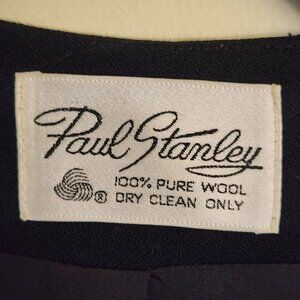 Paul Stanley
® 100% PURE WOOL
DRY CLEAN ONLY